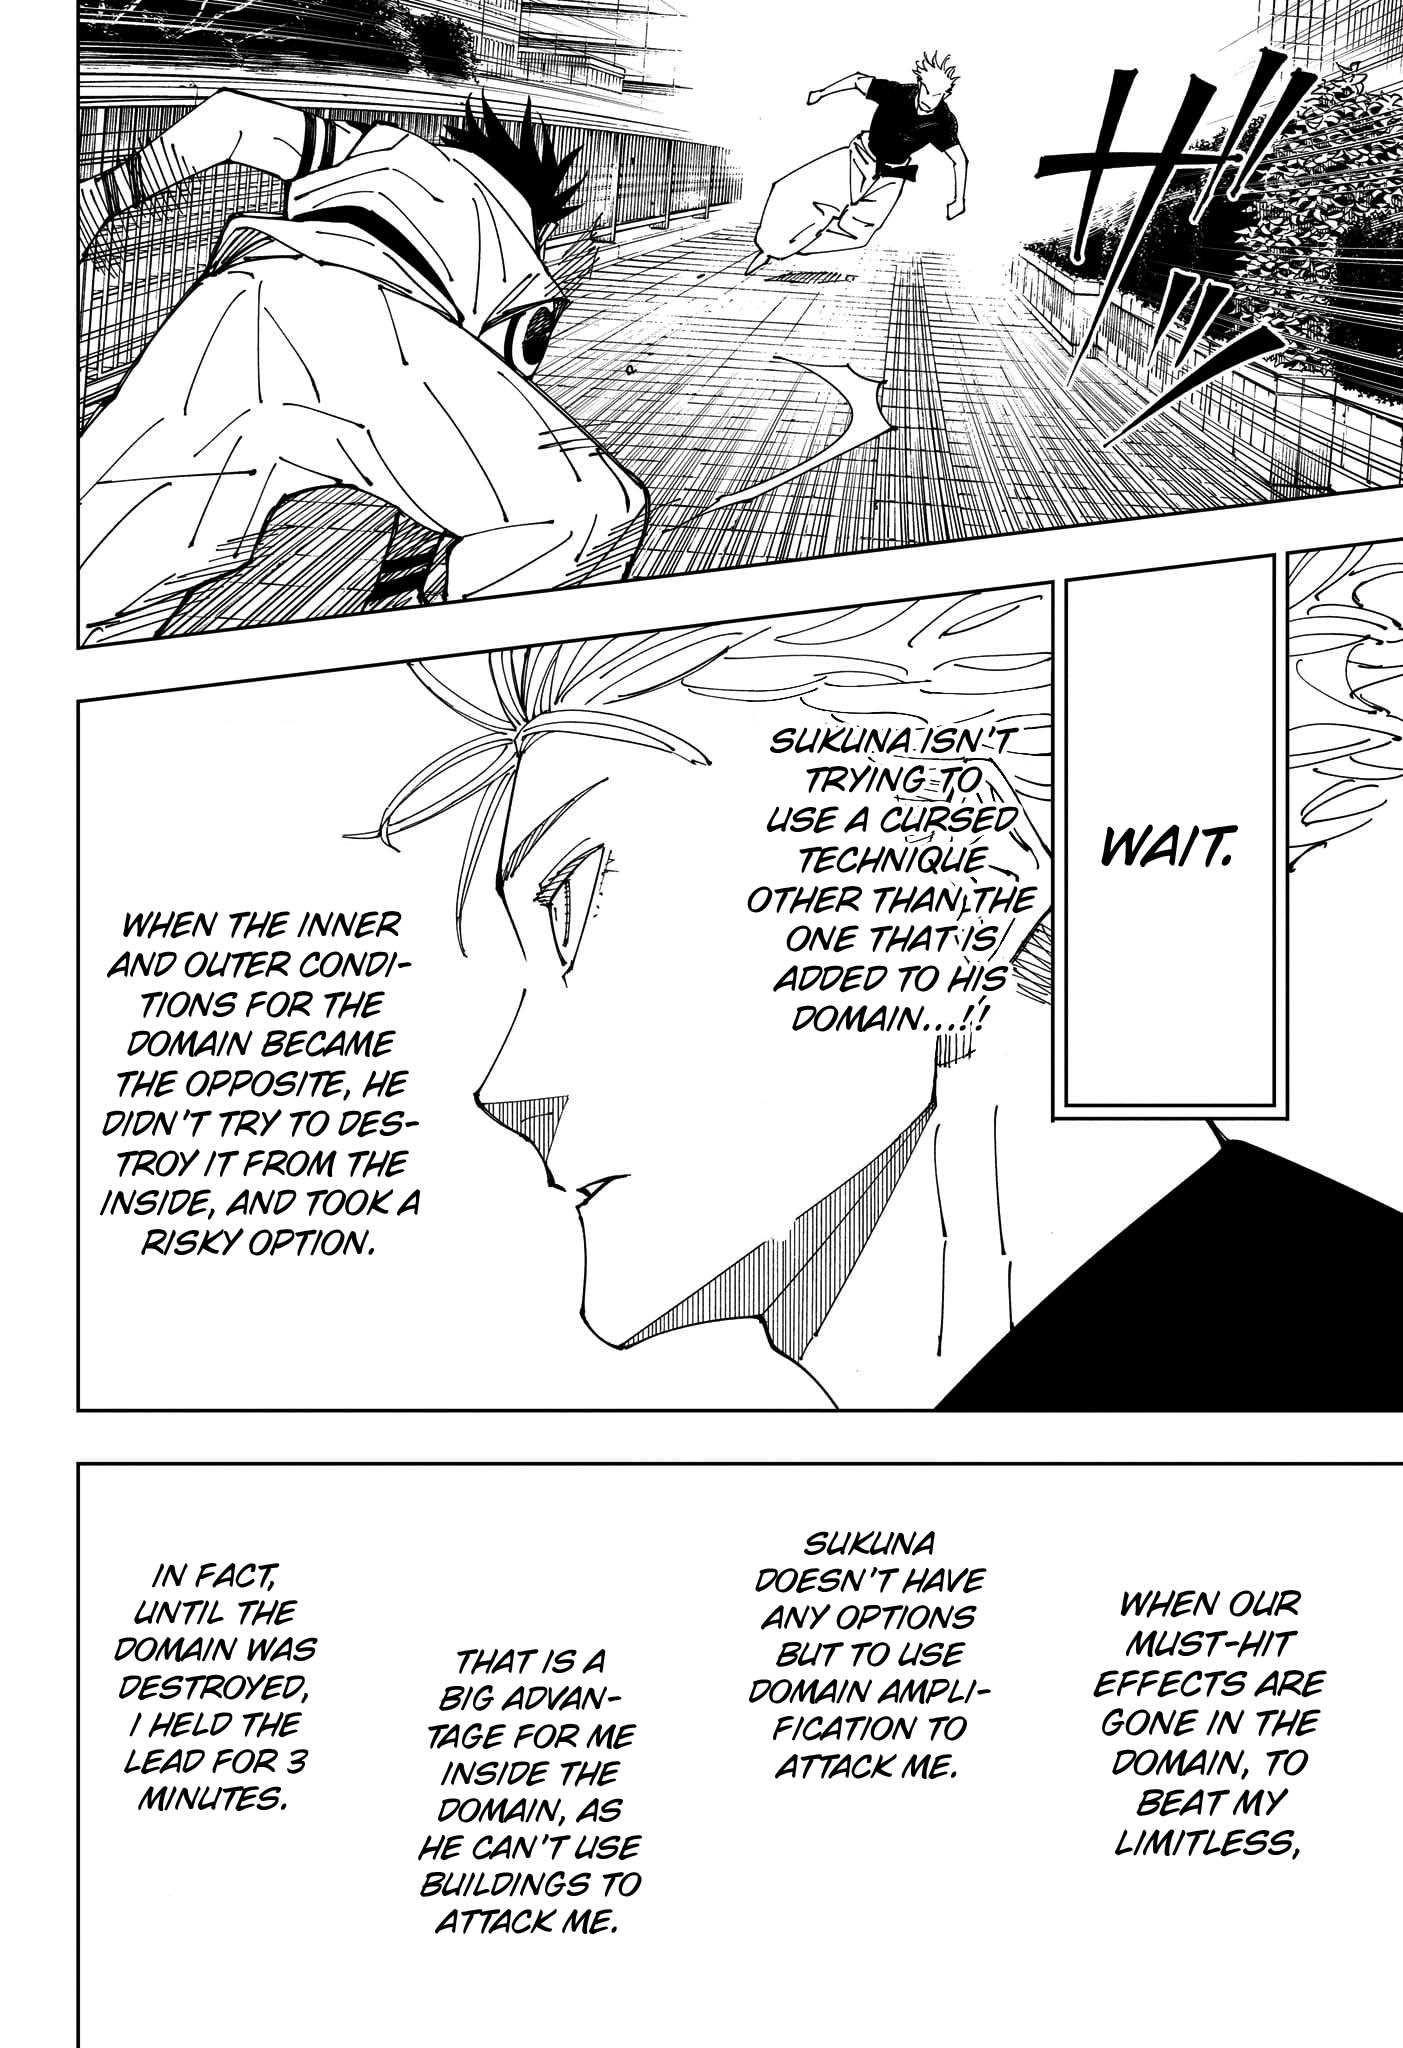 ザザッ
WAIT.
SUKUNA ISN'T
TRYING TO
USE A CURSED
TECHNIQUE
OTHER THAN THE
ONE THAT IS
ADDED TO HIS
DOMAIN...!!
WHEN THE INNER
AND OUTER CONDI-
TIONS FOR THE
DOMAIN BECAME
THE OPPOSITE, HE
DIDN'T TRY TO DES-
TROY IT FROM THE
INSIDE, AND TOOK A
RISKY OPTION.
WHEN OUR
MUST-HIT
EFFECTS ARE
GONE IN THE
DOMAIN, TO
BEAT MY
LIMITLESS,
SUKUNA
DOESN'T HAVE
ANY OPTIONS
BUT TO USE
DOMAIN AMPLI-
FICATION TO
ATTACK ME.
THAT IS A
BIG ADVAN-
TAGE FOR ME
INSIDE THE
DOMAIN, AS
HE CAN'T USE
BUILDINGS TO
ATTACK ME.
IN FACT,
UNTIL THE
DOMAIN WAS
DESTROYED,
I HELD THE
LEAD FOR 3
MINUTES.